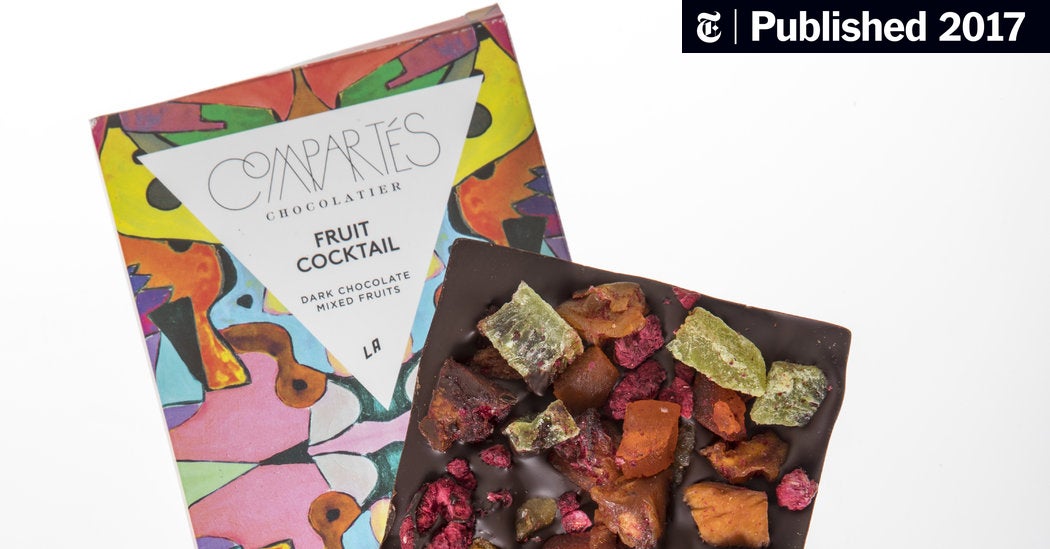 Published 2017
COMPARTÉS
CHOCOLATIER
FRUIT
COCKTAIL
DARK CHOCOLATE
MIXED FRUITS
LA